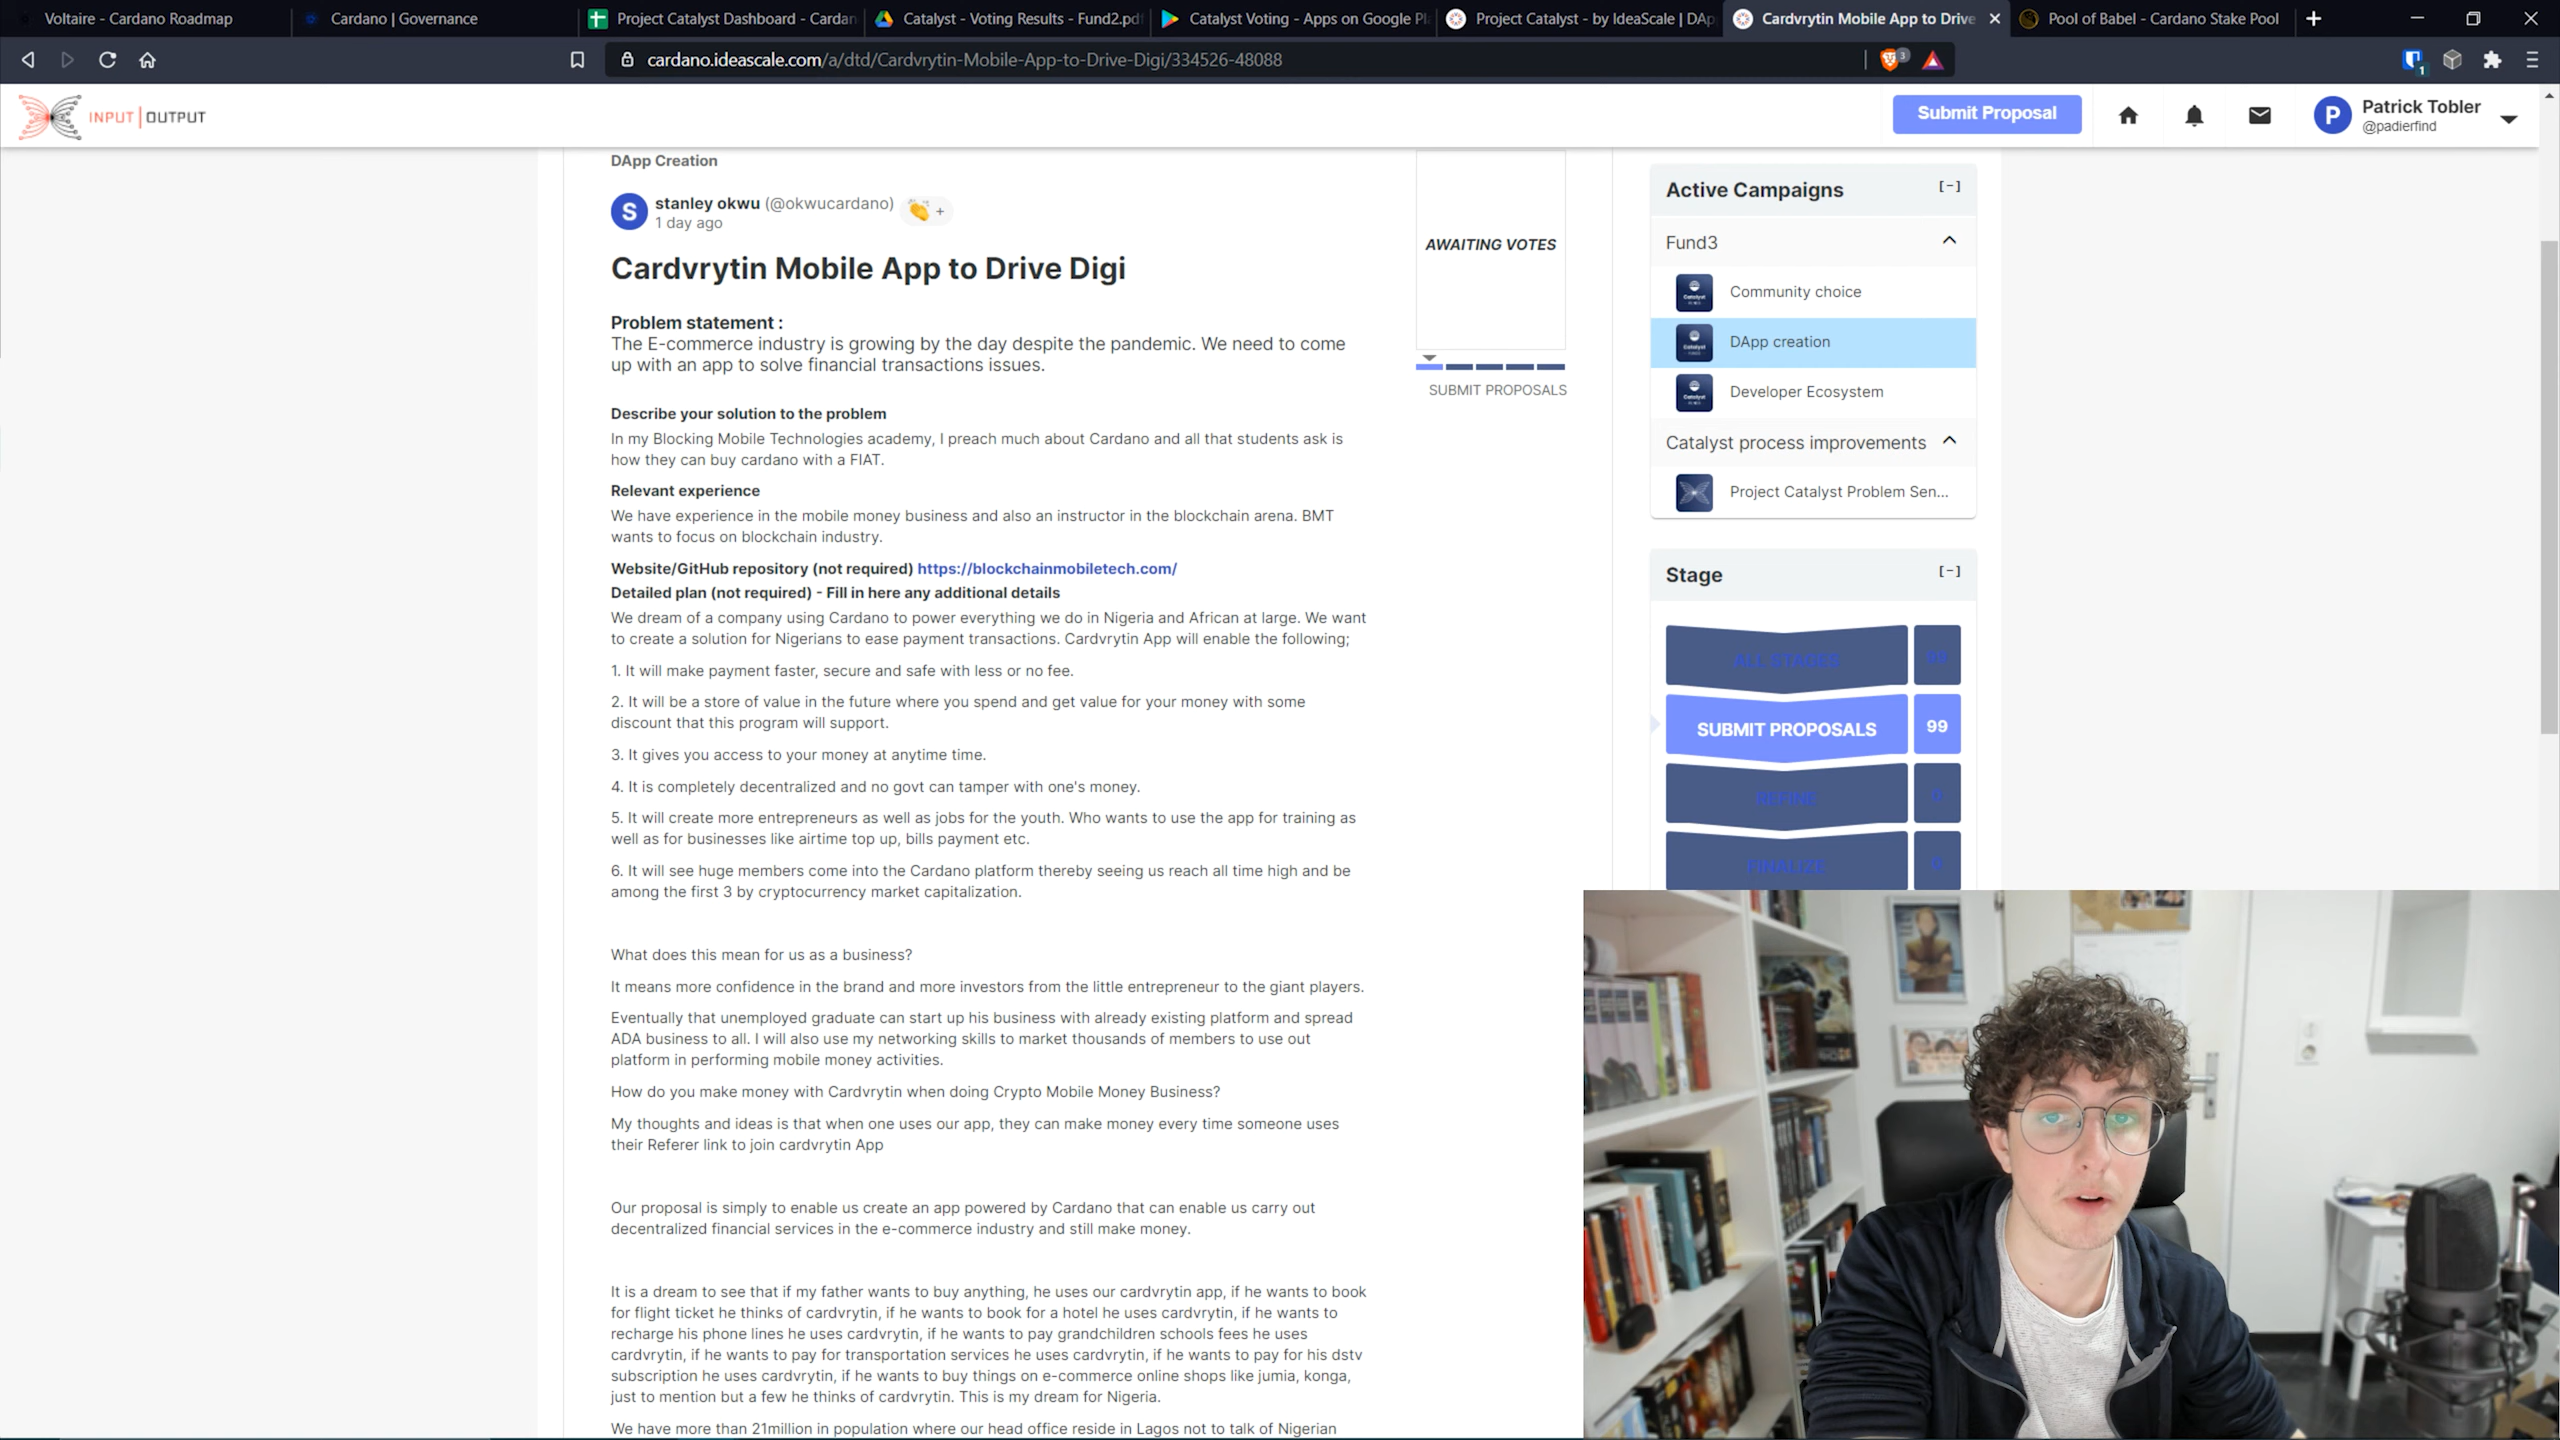 Voltaire - Cardano Roadmap
Cardano | Governance
Project Catalyst Dashboard - Cardan
Catalyst - Voting Results - Fund2.pdf
Catalyst Voting - Apps on Google Pl
Project Catalyst - by IdeaScale | DAp
Cardvrytin Mobile App to Drive
Pool of Babel - Cardano Stake Pool
cardano.ideascale.com/a/dtd/Cardvrytin-Mobile-App-to-Drive-Digi/334526-48088
3
1
INPUT | OUTPUT
Submit Proposal
P
Patrick Tobler
@padierfind
DApp Creation
S
stanley okwu (@okwucardano)
+
1 day ago
Cardvrytin Mobile App to Drive Digi
AWAITING VOTES
SUBMIT PROPOSALS
Problem statement :
The E-commerce industry is growing by the day despite the pandemic. We need to come
up with an app to solve financial transactions issues.
Describe your solution to the problem
In my Blocking Mobile Technologies academy, I preach much about Cardano and all that students ask is
how they can buy cardano with a FIAT.
Relevant experience
We have experience in the mobile money business and also an instructor in the blockchain arena. BMT
wants to focus on blockchain industry.
Website/GitHub repository (not required) https://blockchainmobiletech.com/
Detailed plan (not required) - Fill in here any additional details
We dream of a company using Cardano to power everything we do in Nigeria and African at large. We want
to create a solution for Nigerians to ease payment transactions. Cardvrytin App will enable the following;
1. It will make payment faster, secure and safe with less or no fee.
2. It will be a store of value in the future where you spend and get value for your money with some
discount that this program will support.
3. It gives you access to your money at anytime time.
4. It is completely decentralized and no govt can tamper with one's money.
5. It will create more entrepreneurs as well as jobs for the youth. Who wants to use the app for training as
well as for businesses like airtime top up, bills payment etc.
6. It will see huge members come into the Cardano platform thereby seeing us reach all time high and be
among the first 3 by cryptocurrency market capitalization.
What does this mean for us as a business?
It means more confidence in the brand and more investors from the little entrepreneur to the giant players.
Eventually that unemployed graduate can start up his business with already existing platform and spread
ADA business to all. I will also use my networking skills to market thousands of members to use out
platform in performing mobile money activities.
How do you make money with Cardvrytin when doing Crypto Mobile Money Business?
My thoughts and ideas is that when one uses our app, they can make money every time someone uses
their Referer link to join cardvrytin App
Our proposal is simply to enable us create an app powered by Cardano that can enable us carry out
decentralized financial services in the e-commerce industry and still make money.
It is a dream to see that if my father wants to buy anything, he uses our cardvrytin app, if he wants to book
for flight ticket he thinks of cardvrytin, if he wants to book for a hotel he uses cardvrytin, if he wants to
recharge his phone lines he uses cardvrytin, if he wants to pay grandchildren schools fees he uses
cardvrytin, if he wants to pay for transportation services he uses cardvrytin, if he wants to pay for his dstv
subscription he uses cardvrytin, if he wants to buy things on e-commerce online shops like jumia, konga,
just to mention but a few he thinks of cardvrytin. This is my dream for Nigeria.
We have more than 21million in population where our head office reside in Lagos not to talk of Nigerian
Active Campaigns
[-]
Fund3
Community choice
DApp creation
Developer Ecosystem
Catalyst process improvements
Project Catalyst Problem Sen...
Stage
[-]
ALL STAGES
99
SUBMIT PROPOSALS
99
REFINE
0
FINALIZE
0